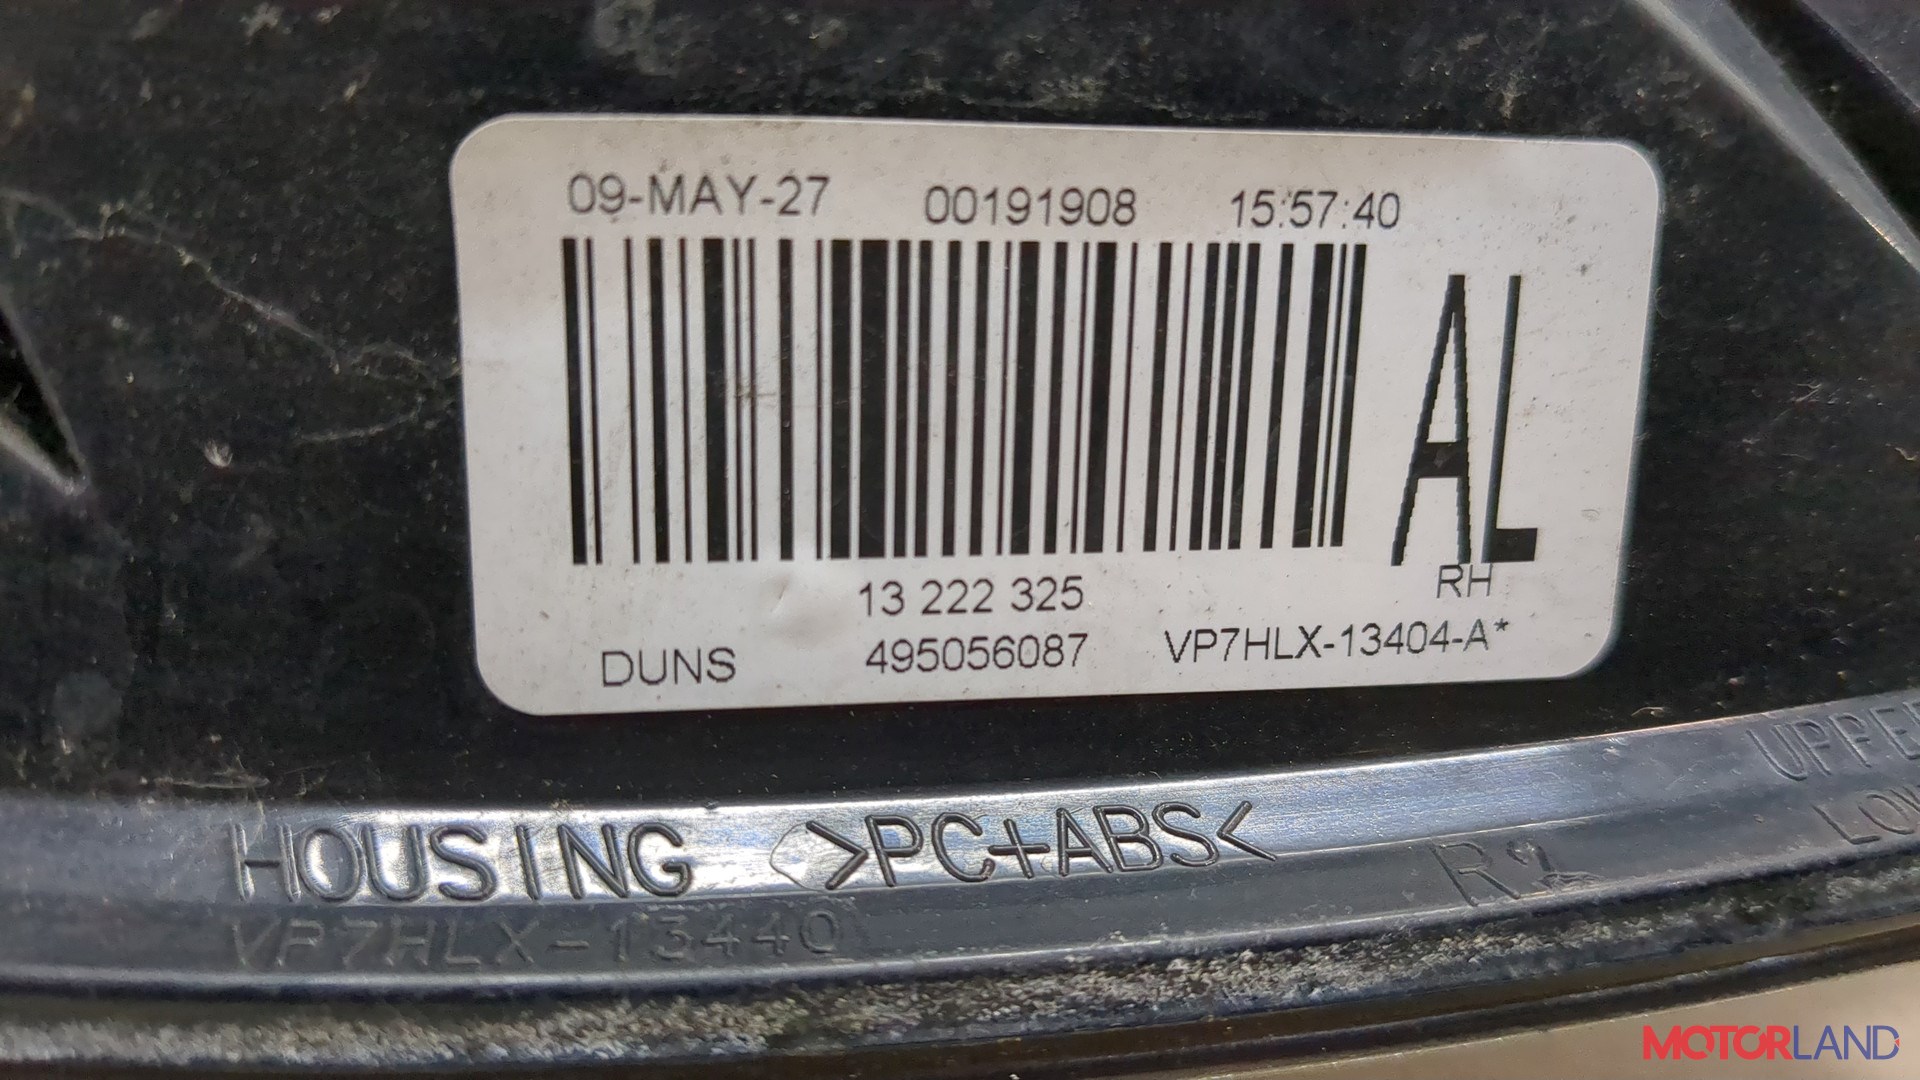 09-MAY-27 00191908 15:57:40
AL
RH
13 222 325
DUNS 495056087 VP7HLX-13404-A*
HOUSING >PC+ABS<
VP7HLX-13440
MOTORLAND